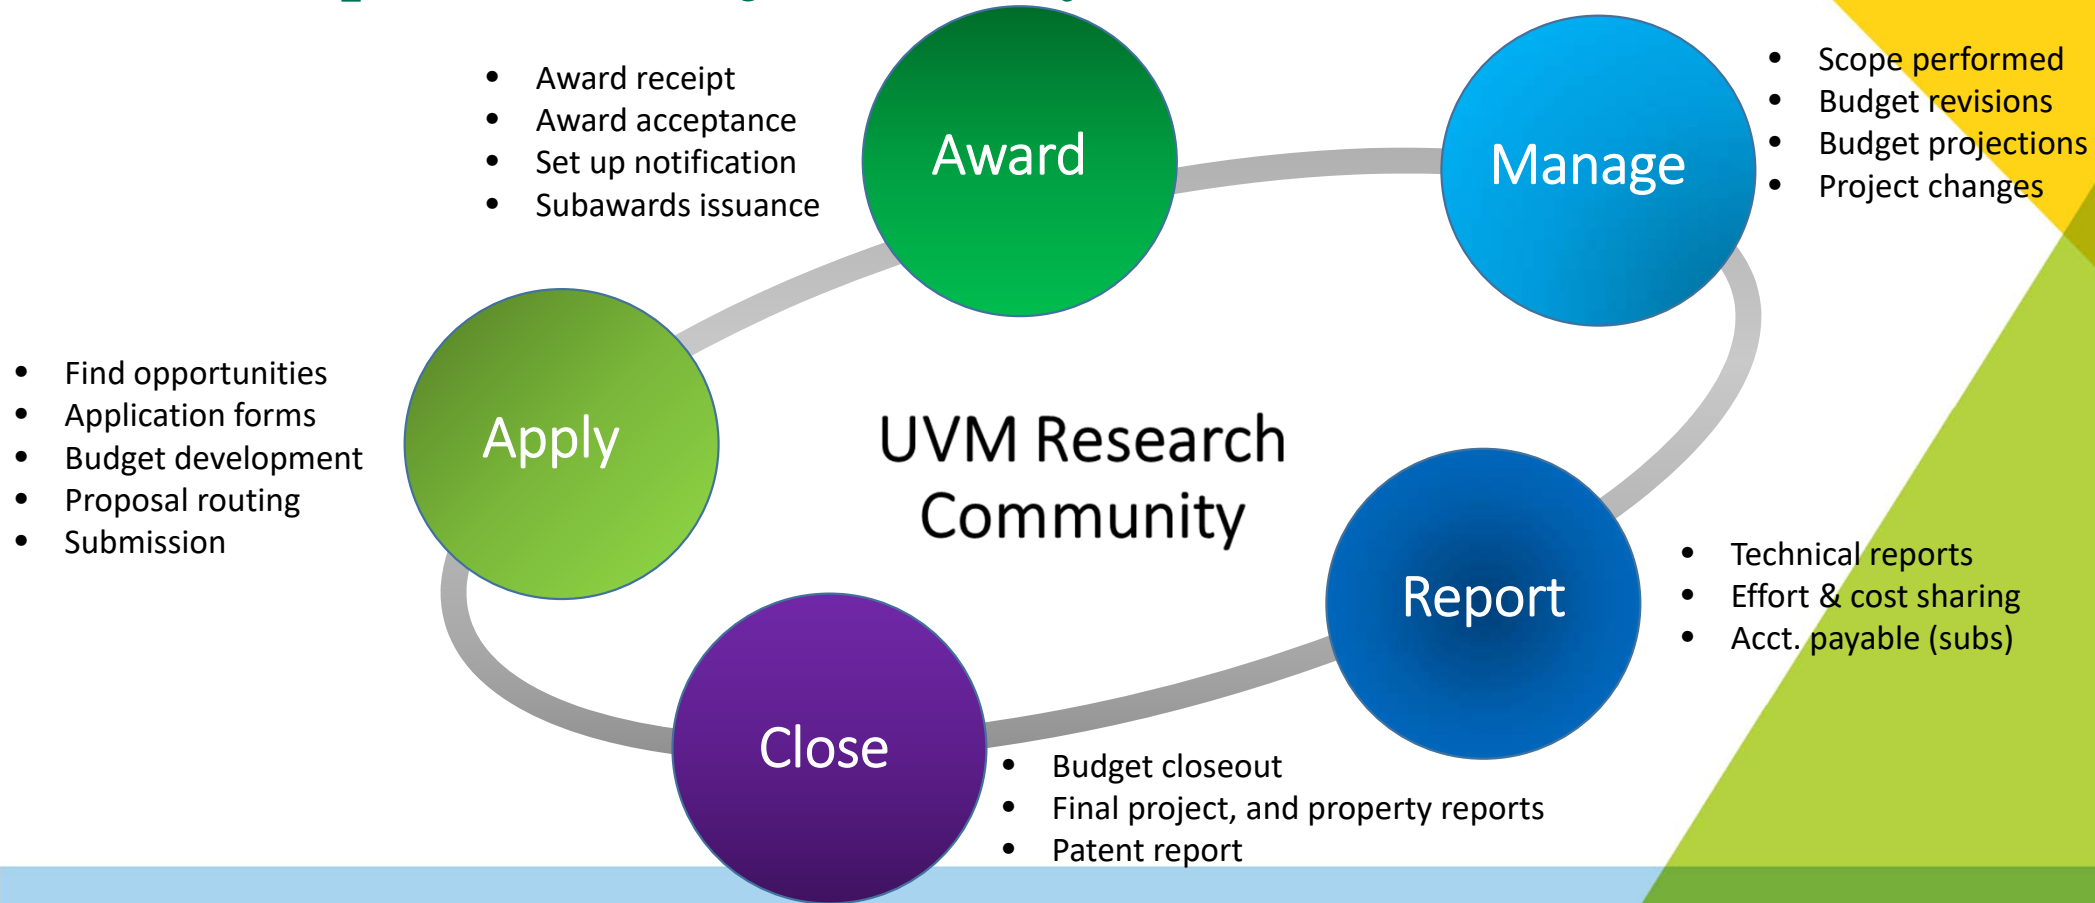 • Award receipt
• Award acceptance
• Set up notification
• Subawards issuance
Award
Manage
• Scope performed
• Budget revisions
• Budget projections
• Project changes
• Find opportunities
• Application forms
• Budget development
• Proposal routing
• Submission
Apply
UVM Research
Community
Report
• Technical reports
• Effort & cost sharing
• Acct. payable (subs)
Close
• Budget closeout
• Final project, and property reports
• Patent report